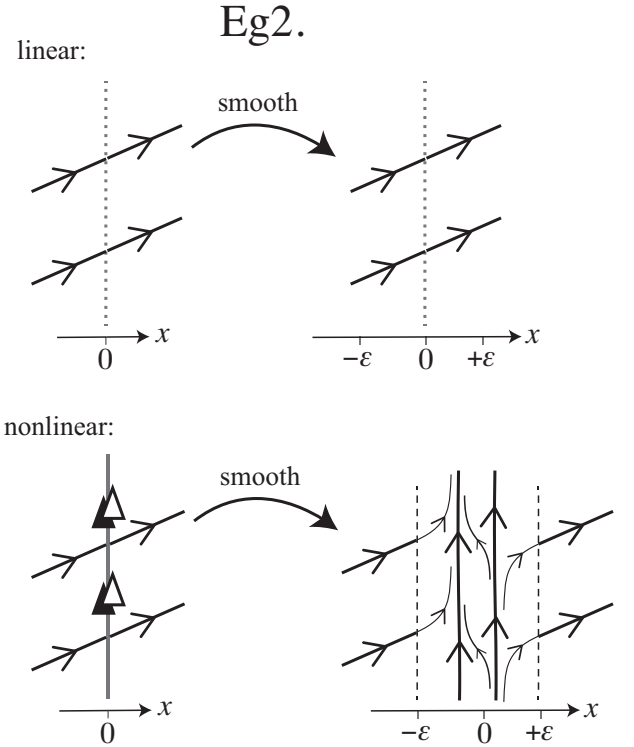 Eg2.
linear:
smooth
x
x
0
−ε 0 +ε
nonlinear:
smooth
x
x
0
−ε 0 +ε